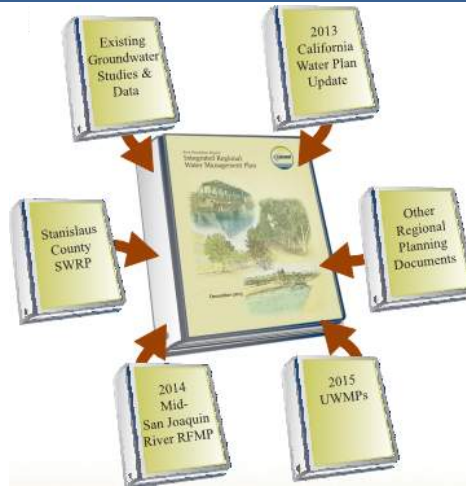 Existing
Groundwater
Studies &
Data
2013
California
Water Plan
Update
Integrated Regional
Water Management Plan
Stanislaus
County
SWRP
Other
Regional
Planning
Documents
2014
Mid-
San Joaquin
River RFMP
2015
UWMPs